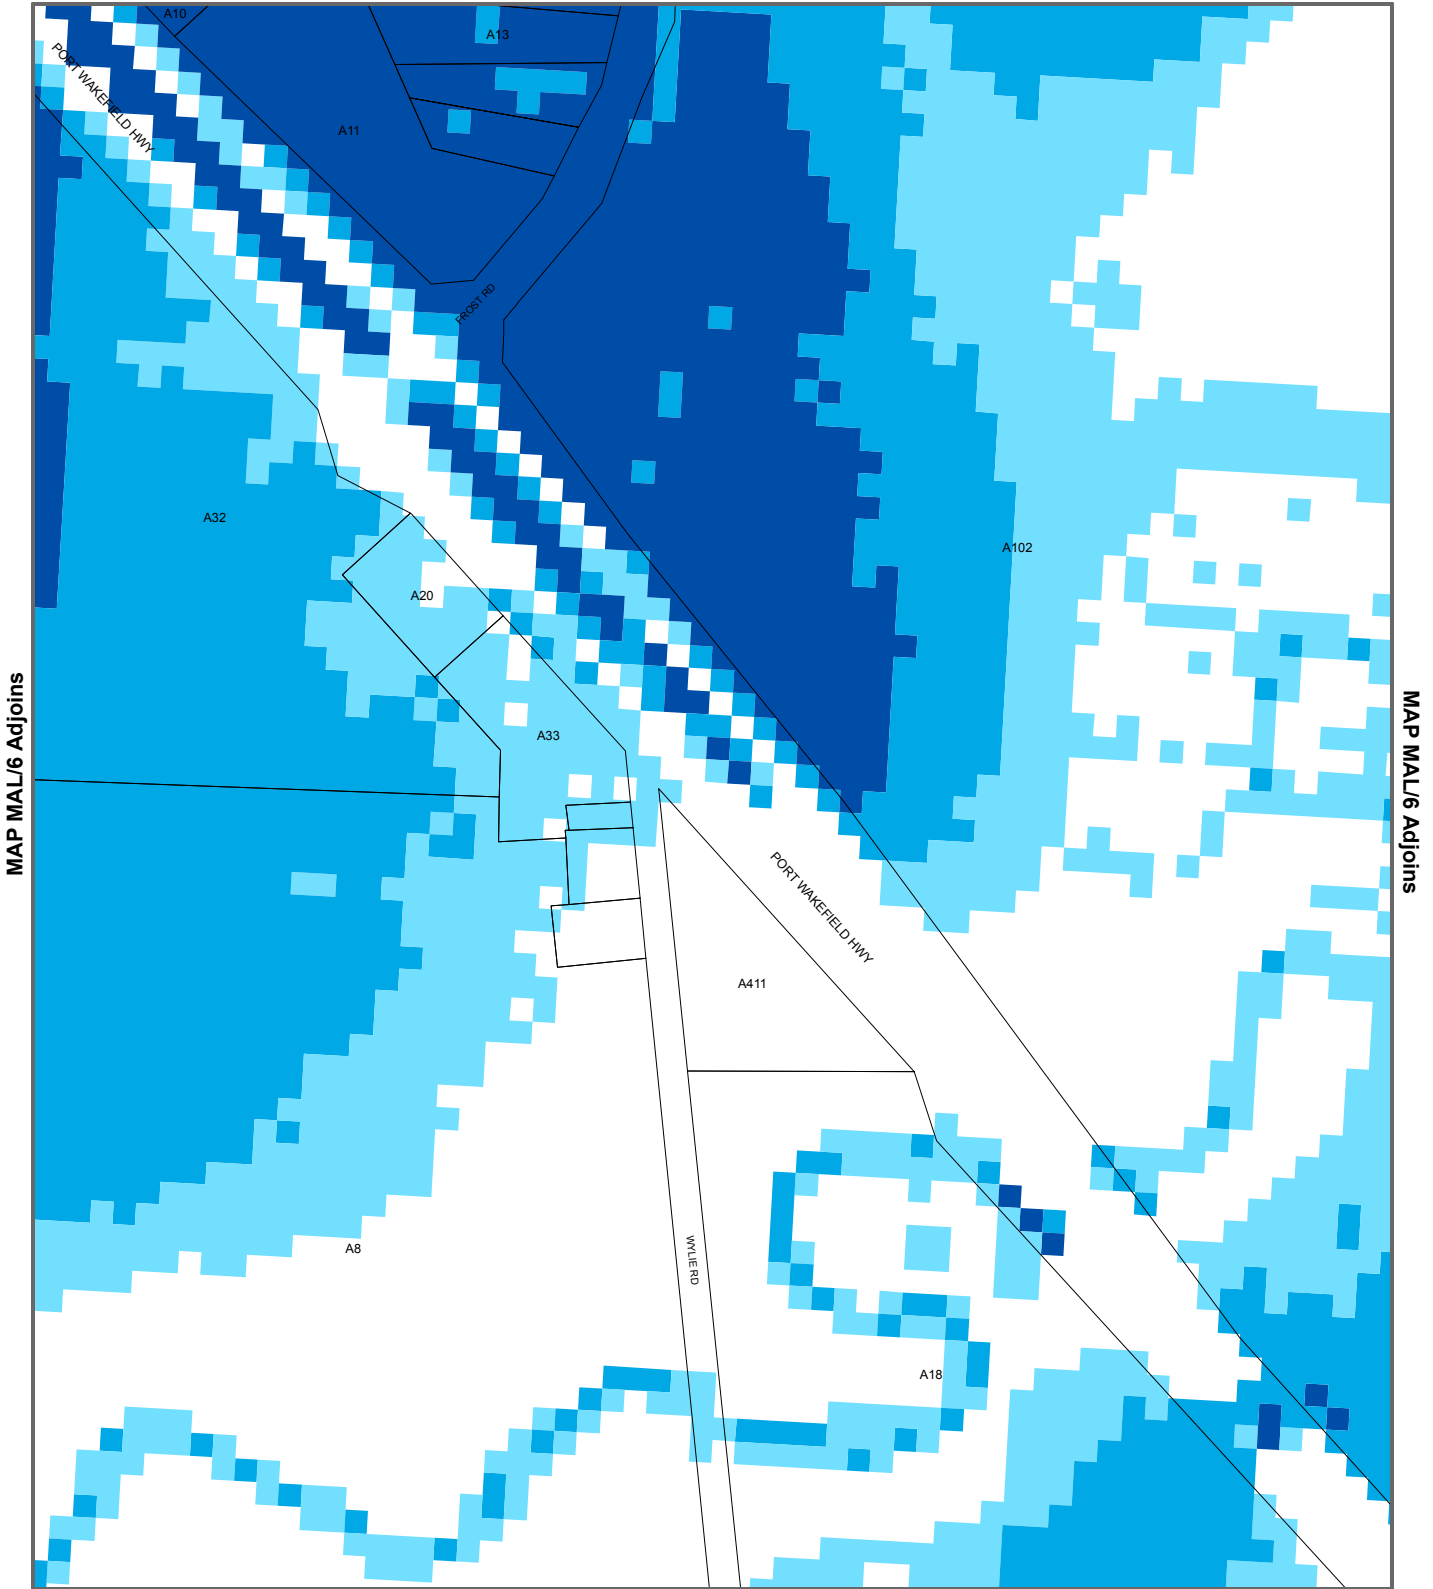 A10
A13
PORT WAKEFIELD HWY
A11
FROST RD
A32
A102
A20
MAP MAL/6 Adjoins
MAP MAL/6 Adjoins
A33
PORT WAKEFIELD HWY
A411
A8
WYLIE RD
A18